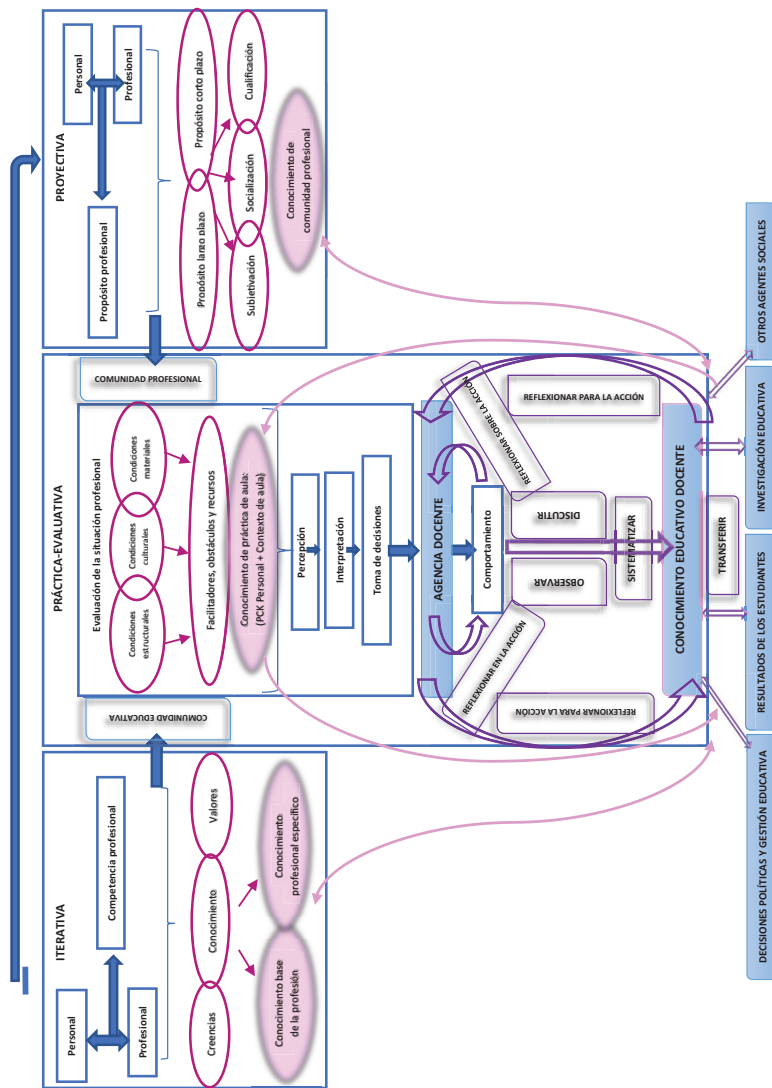 ITERATIVA
Personal
Profesional
Competencia profesional
Creencias
Conocimiento
Valores
Conocimiento base
de la profesión
Conocimiento
profesional específico
PRÁCTICA-EVALUATIVA
COMUNIDAD EDUCATIVA
COMUNIDAD PROFESIONAL
Evaluación de la situación profesional
Condiciones
estructurales
Condiciones
culturales
Condiciones
materiales
Facilitadores, obstáculos y recursos
Conocimiento de práctica de aula:
(PCK Personal + Contexto de aula)
Percepción
Interpretación
Toma de decisiones
AGENCIA DOCENTE
Comportamiento
REFLEXIONAR EN LA ACCIÓN
REFLEXIONAR SOBRE LA ACCIÓN
REFLEXIONAR PARA LA ACCIÓN
OBSERVAR
DISCUTIR
REFLEXIONAR PARA LA ACCIÓN
SISTEMATIZAR
CONOCIMIENTO EDUCATIVO DOCENTE
TRANSFERIR
PROYECTIVA
Propósito profesional
Personal
Profesional
Propósito largo plazo
Propósito corto plazo
Subjetivación
Socialización
Cualificación
Conocimiento de
comunidad profesional
DECISIONES POLÍTICAS Y GESTIÓN EDUCATIVA
RESULTADOS DE LOS ESTUDIANTES
INVESTIGACIÓN EDUCATIVA
OTROS AGENTES SOCIALES